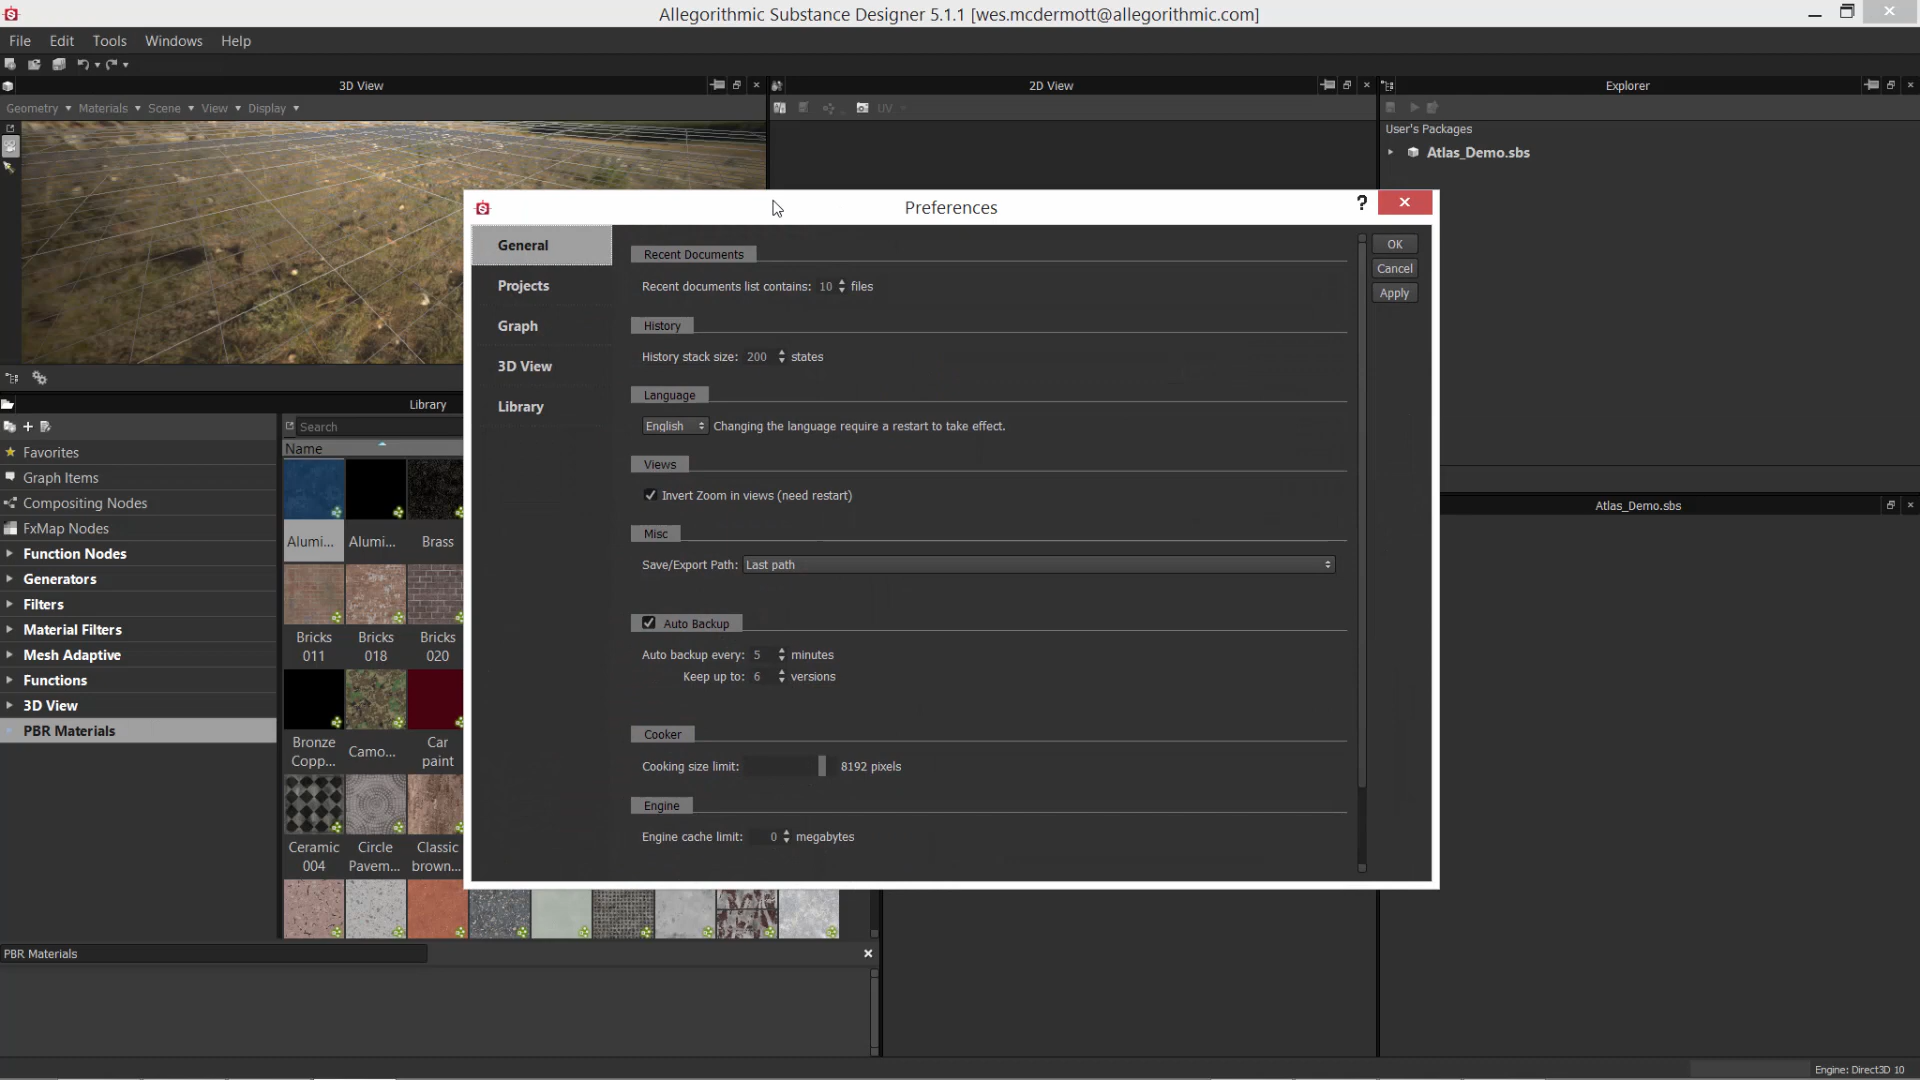 Allegorithmic Substance Designer 5.1.1 [wes.mcdermott@allegorithmic.com]
File Edit Tools Windows Help
3D View
2D View
Explorer
Geometry Materials Scene View Display
UV
User's Packages
Atlas_Demo.sbs
Preferences
?
General
Projects
Graph
3D View
Library
Recent Documents
Recent documents list contains: 10 files
History
History stack size: 200 states
Language
English Changing the language require a restart to take effect.
Views
Invert Zoom in views (need restart)
Misc
Save/Export Path: Last path
Auto Backup
Auto backup every: 5 minutes
Keep up to: 6 versions
Cooker
Cooking size limit: 8192 pixels
Engine
Engine cache limit: 0 megabytes
OK
Cancel
Apply
Library
Search
Name
Favorites
Graph Items
Compositing Nodes
FxMap Nodes
Function Nodes
Generators
Filters
Material Filters
Mesh Adaptive
Functions
3D View
PBR Materials
Alumi... Alumi... Brass
Bricks 011
Bricks 018
Bricks 020
Bronze Copp...
Camo...
Car paint
Ceramic 004
Circle Pavem...
Classic brown...
PBR Materials
Atlas_Demo.sbs
Engine: Direct3D 10